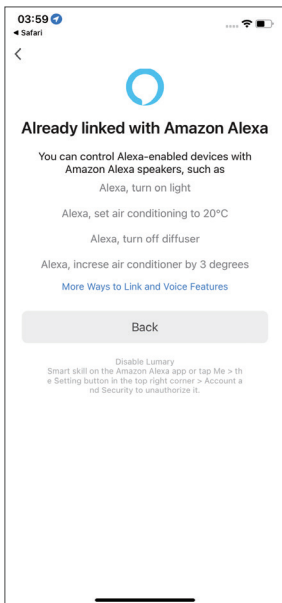 03:59
◀ Safari
Already linked with Amazon Alexa
You can control Alexa-enabled devices with
Amazon Alexa speakers, such as
Alexa, turn on light
Alexa, set air conditioning to 20°C
Alexa, turn off diffuser
Alexa, increse air conditioner by 3 degrees
More Ways to Link and Voice Features
Back
Disable Lumary
Smart skill on the Amazon Alexa app or tap Me > th
e Setting button in the top right corner > Account a
nd Security to unauthorize it.